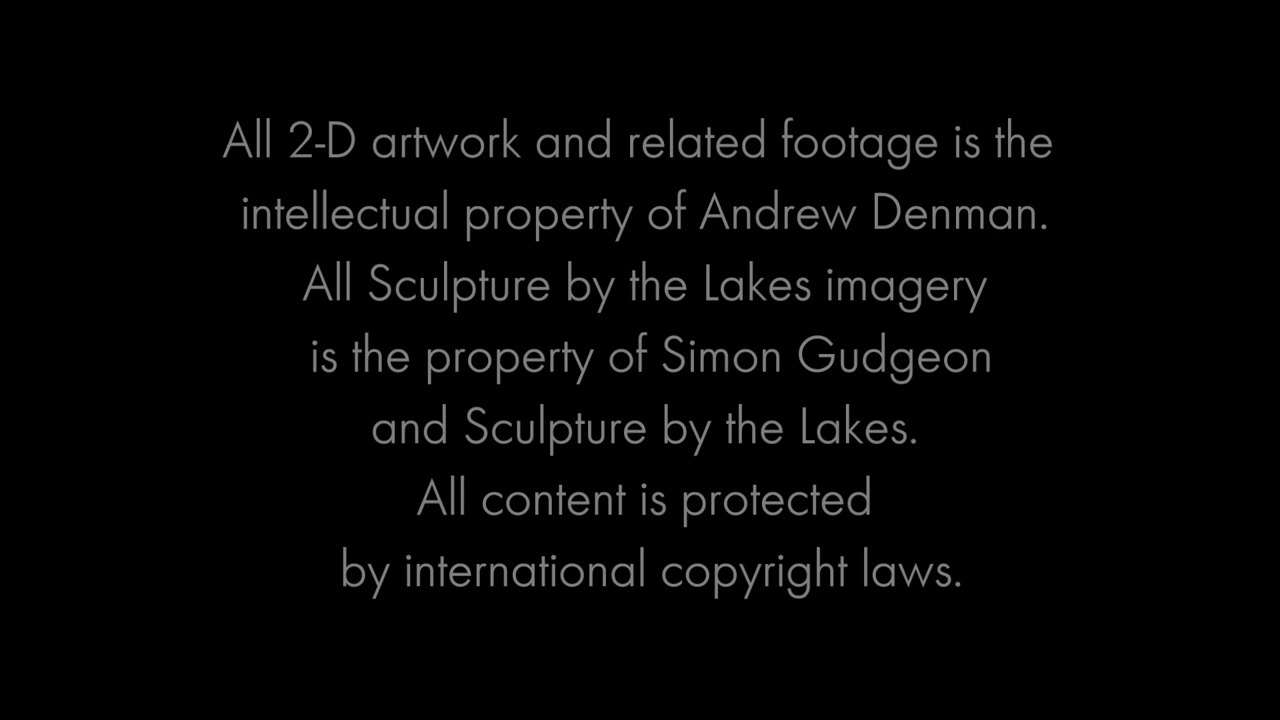 All 2-D artwork and related footage is the
intellectual property of Andrew Denman.
All Sculpture by the Lakes imagery
is the property of Simon Gudgeon
and Sculpture by the Lakes.
All content is protected
by international copyright laws.